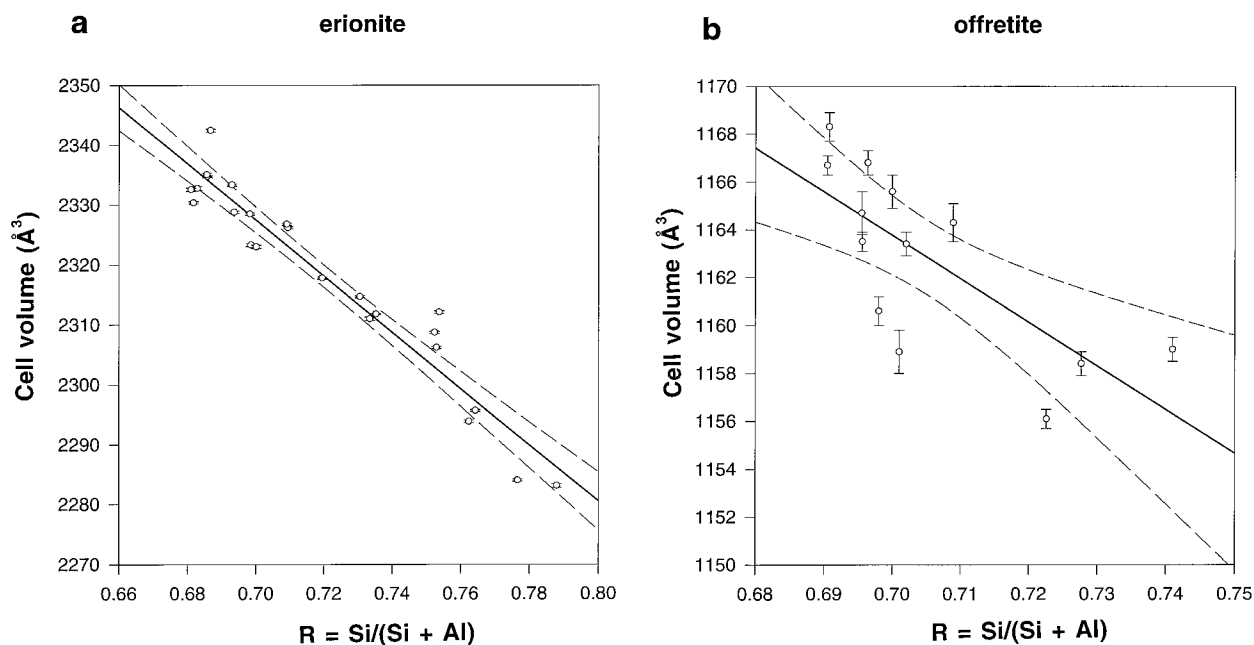 a
erionite
2350
2340
2330
2320
2310
2300
2290
2280
2270
Cell volume (Å³)
0.66 0.68 0.70 0.72 0.74 0.76 0.78 0.80
R = Si/(Si + Al)
b
offretite
1170
1168
1166
1164
1162
1160
1158
1156
1154
1152
1150
Cell volume (Å³)
0.68 0.69 0.70 0.71 0.72 0.73 0.74 0.75
R = Si/(Si + Al)